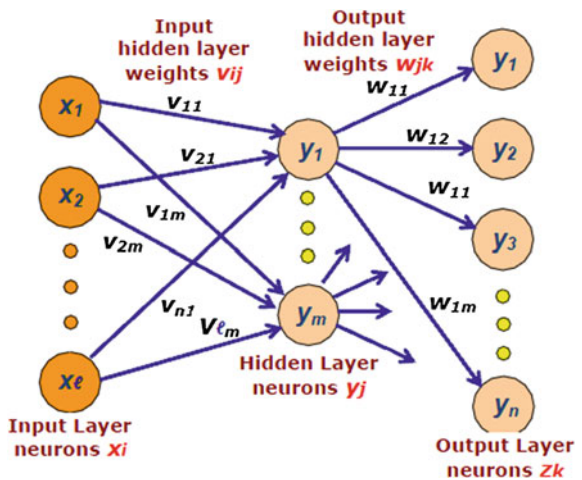 Input
hidden layer
weights vij
Output
hidden layer
weights wjk
x1
x2
xℓ
v11
v21
v1m
v2m
vn1
Vℓm
y1
ym
Hidden Layer
neurons yj
w11
w12
w11
w1m
y1
y2
y3
yn
Input Layer
neurons xi
Output Layer
neurons zk